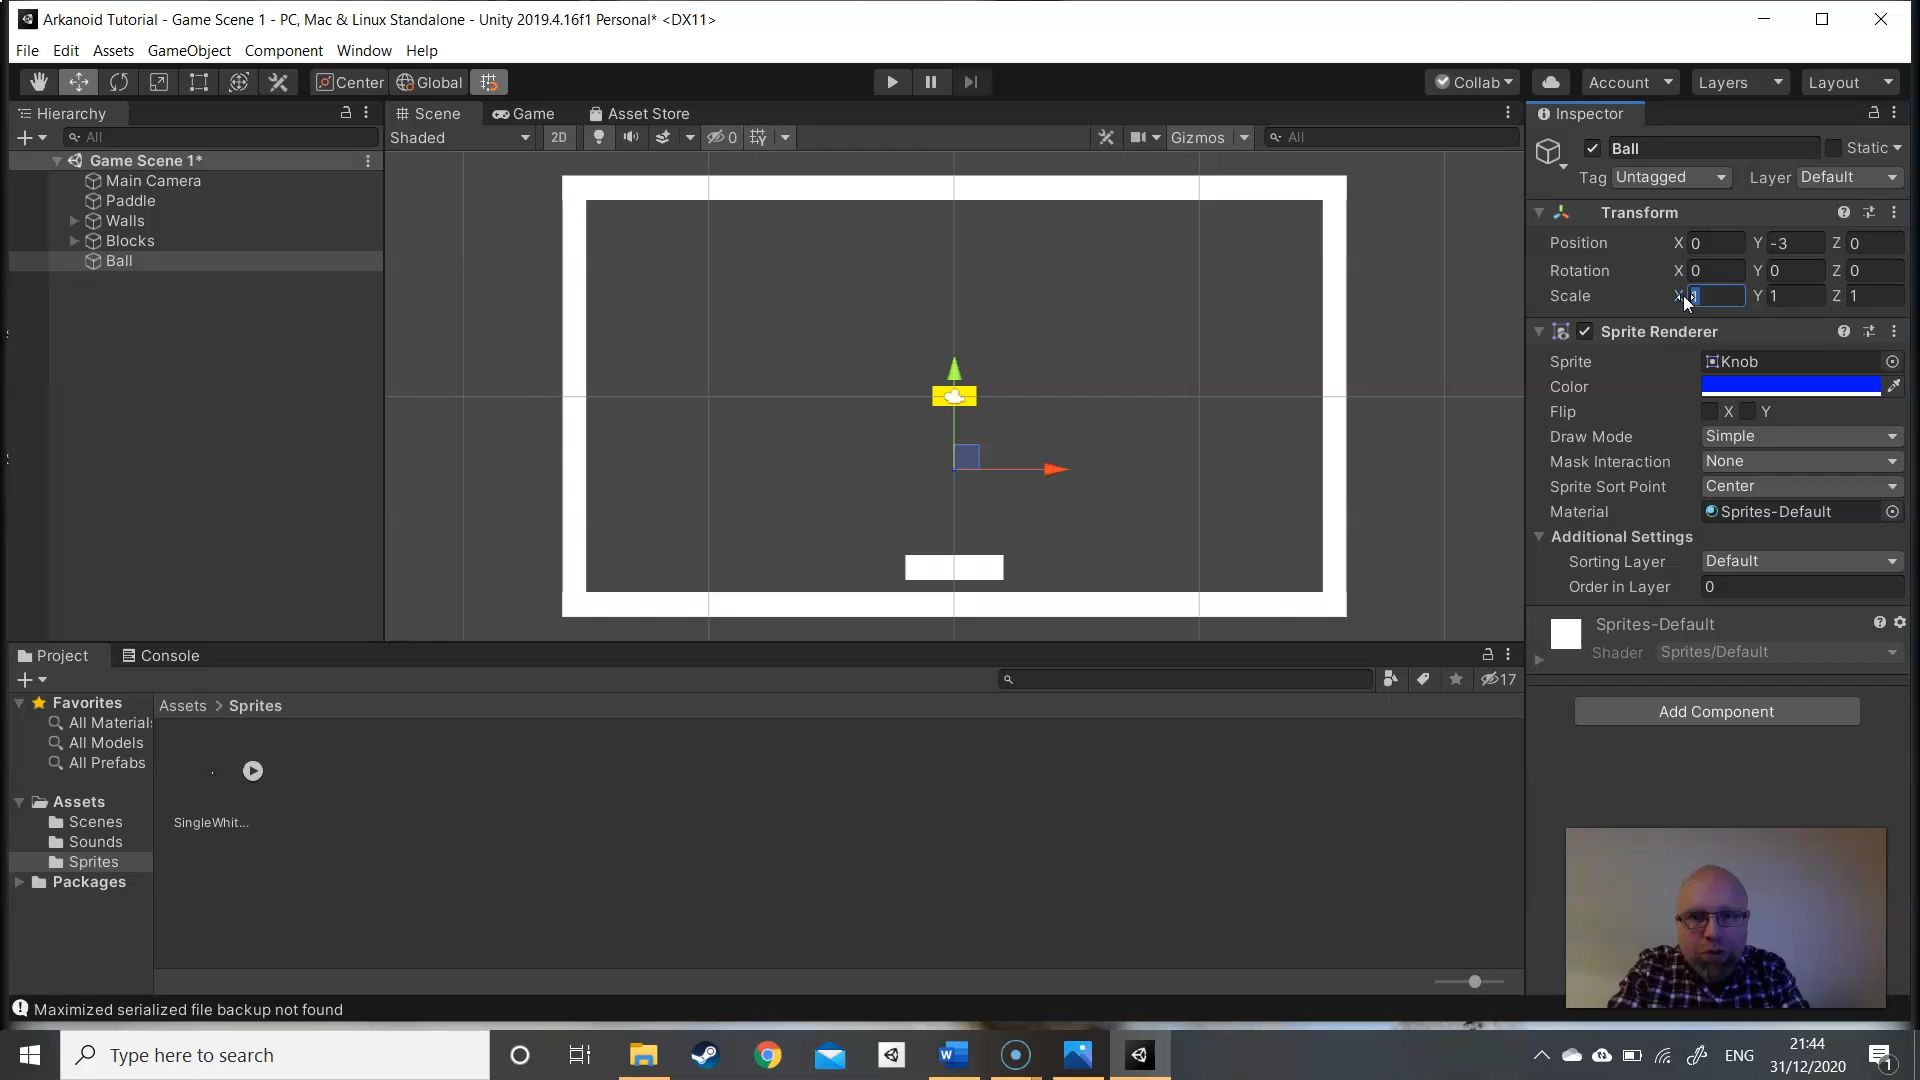 Arkanoid Tutorial - Game Scene 1 - PC, Mac & Linux Standalone - Unity 2019.4.16f1 Personal* <DX11>
File Edit Assets GameObject Component Window Help
Center Global Collab Account Layers Layout
Hierarchy
All
Game Scene 1*
Main Camera
Paddle
Walls
Blocks
Ball
Scene Game Asset Store
Shaded 2D 0 Gizmos All
Inspector
Ball Static
Tag Untagged Layer Default
Transform
Position X 0 Y -3 Z 0
Rotation X 0 Y 0 Z 0
Scale X 1 Y 1 Z 1
Sprite Renderer
Sprite Knob
Color
Flip X Y
Draw Mode Simple
Mask Interaction None
Sprite Sort Point Center
Material Sprites-Default
Additional Settings
Sorting Layer Default
Order in Layer 0
Sprites-Default
Shader Sprites/Default
Add Component
Project Console
17
Favorites
All Materials
All Models
All Prefabs
Assets
Scenes
Sounds
Sprites
Packages
Assets > Sprites
SingleWhit...
Maximized serialized file backup not found
Type here to search
W
ENG
21:44
31/12/2020
1